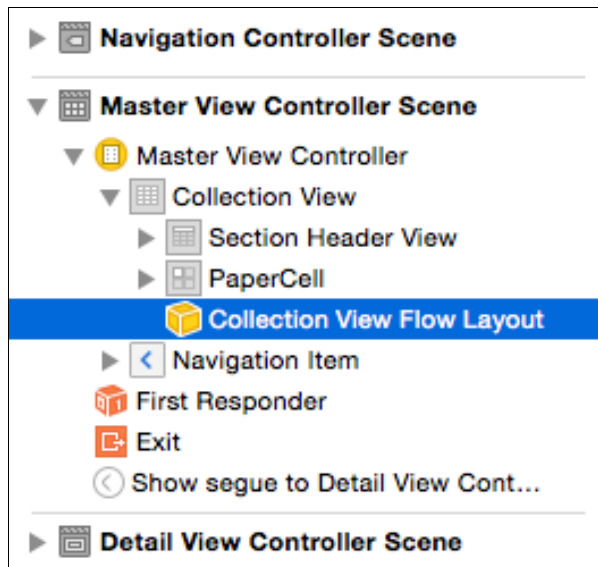 Navigation Controller Scene
Master View Controller Scene
Master View Controller
Collection View
Section Header View
PaperCell
Collection View Flow Layout
Navigation Item
First Responder
Exit
Show segue to Detail View Cont...
Detail View Controller Scene